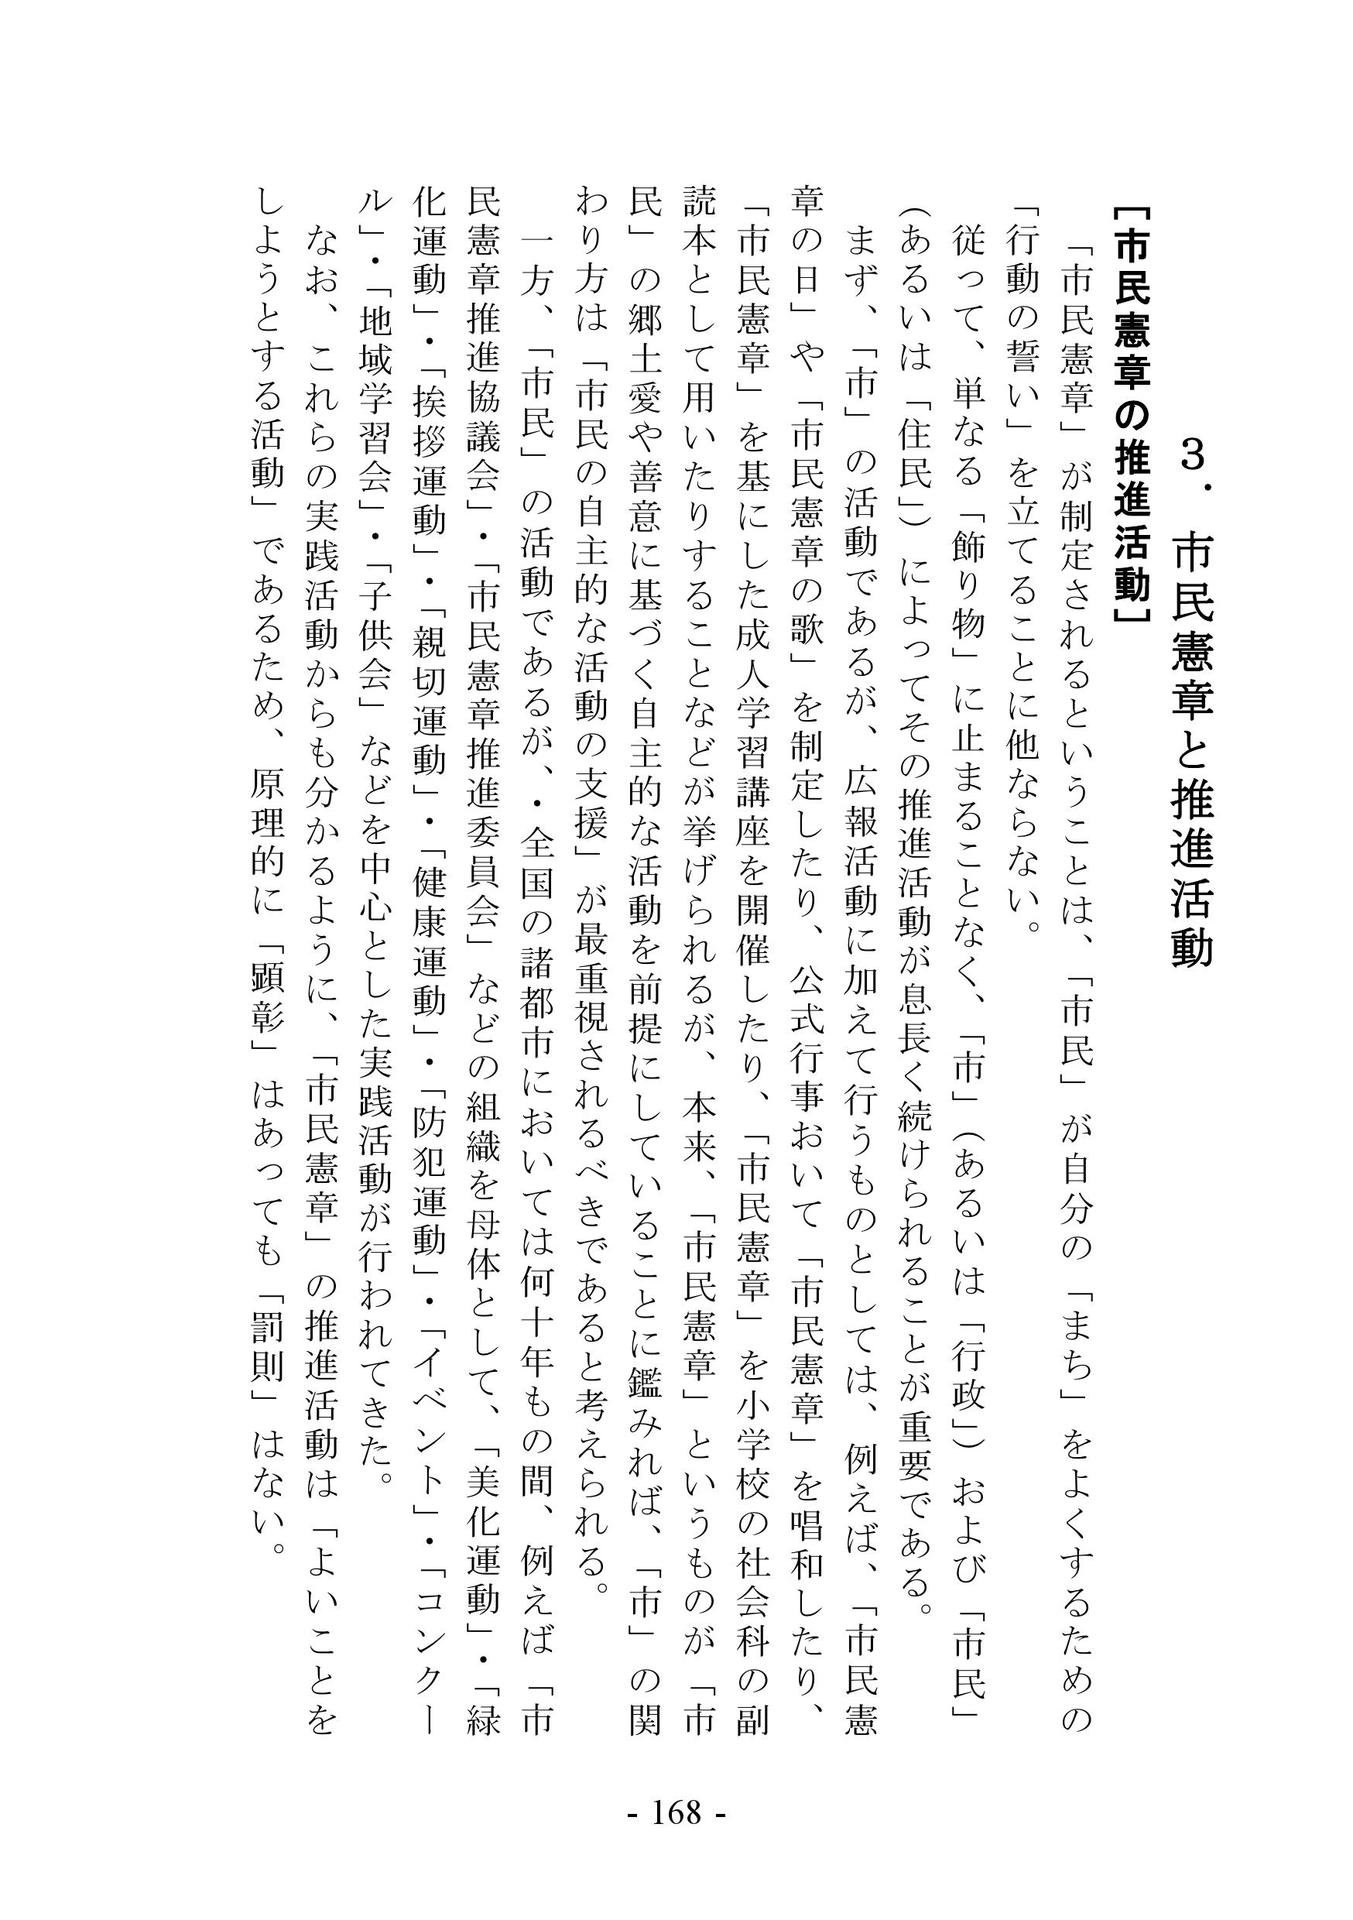 ３．市民憲章と推進活動
［市民憲章の推進活動］
「市民憲章」が制定されるということは、「市民」が自分の「まち」をよくするための
「行動の誓い」を立てることに他ならない。
従って、単なる「飾り物」に止まることなく、「市」（あるいは「行政」）および「市民」
（あるいは「住民」）によってその推進活動が息長く続けられることが重要である。
まず、「市」の活動であるが、広報活動に加えて行うものとしては、例えば、「市民憲
章の日」や「市民憲章の歌」を制定したり、公式行事おいて「市民憲章」を唱和したり、
「市民憲章」を基にした成人学習講座を開催したり、「市民憲章」を小学校の社会科の副
読本として用いたりすることなどが挙げられるが、本来、「市民憲章」というものが「市
民」の郷土愛や善意に基づく自主的な活動を前提にしていることに鑑みれば、「市」の関
わり方は「市民の自主的な活動の支援」が最重視されるべきであると考えられる。
一方、「市民」の活動であるが、・全国の諸都市においては何十年もの間、例えば「市
民憲章推進協議会」・「市民憲章推進委員会」などの組織を母体として、「美化運動」・「緑
化運動」・「挨拶運動」・「親切運動」・「健康運動」・「防犯運動」・「イベント」・「コンクー
ル」・「地域学習会」・「子供会」などを中心とした実践活動が行われてきた。
なお、これらの実践活動からも分かるように、「市民憲章」の推進活動は「よいことを
しようとする活動」であるため、原理的に「顕彰」はあっても「罰則」はない。
- 168 -